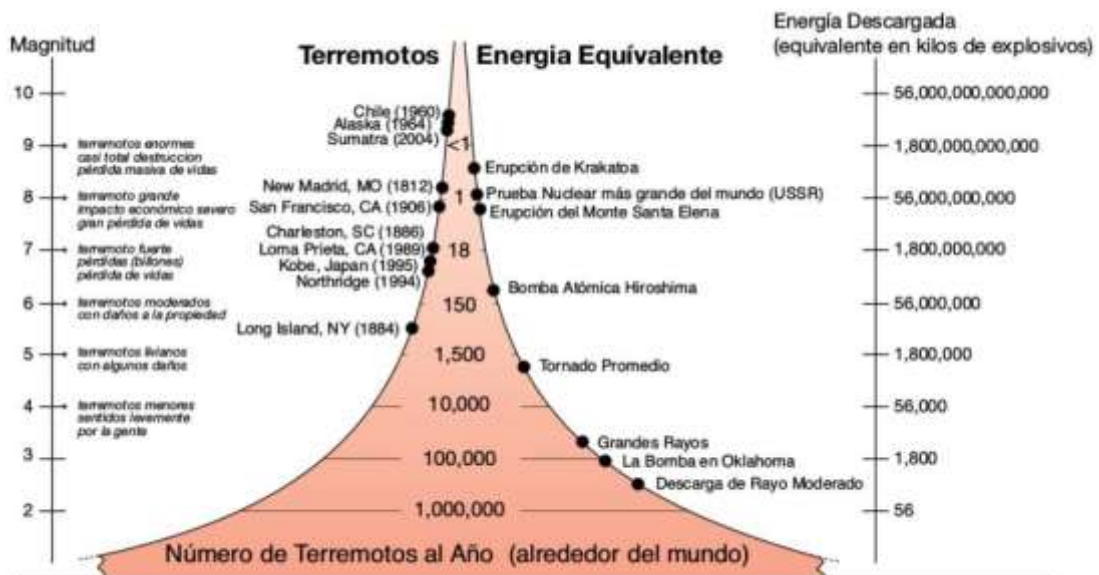 Magnitud
Terremotos
Energia Equívalente
Energía Descargada
(equivalente en kilos de explosivos)
10
9
8
7
6
5
4
3
2
terremotos enormes
casi total destruccion
pérdida masiva de vidas
terremoto grande
impacto económico severo
gran pérdida de vidas
terremoto fuerte
pérdidas (billones)
pérdida de vidas
terremotos moderados
con daños a la propiedad
terremotos livianos
con algunos daños
terremotos menores
sentidos levemente
por la gente
Chile (1960)
Alaska (1964)
Sumatra (2004)
New Madrid, MO (1812)
San Francisco, CA (1906)
Charleston, SC (1886)
Loma Prieta, CA (1989)
Kobe, Japan (1995)
Northridge (1994)
Long Island, NY (1884)
<1
1
18
150
1,500
10,000
100,000
1,000,000
Erupción de Krakatoa
Prueba Nuclear más grande del mundo (USSR)
Erupción del Monte Santa Elena
Bomba Atómica Hiroshima
Tornado Promedio
Grandes Rayos
La Bomba en Oklahoma
Descarga de Rayo Moderado
56,000,000,000,000
1,800,000,000,000
56,000,000,000
1,800,000,000
56,000,000
1,800,000
56,000
1,800
56
Número de Terremotos al Año (alrededor del mundo)